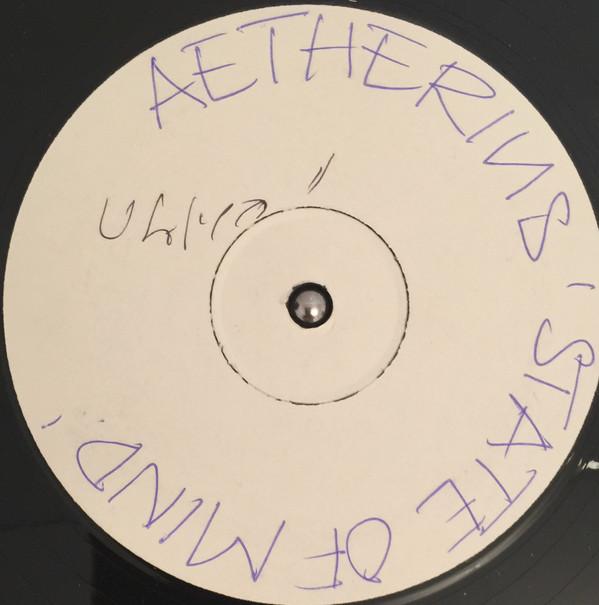 AETHERIUS 'STATE OF MIND'